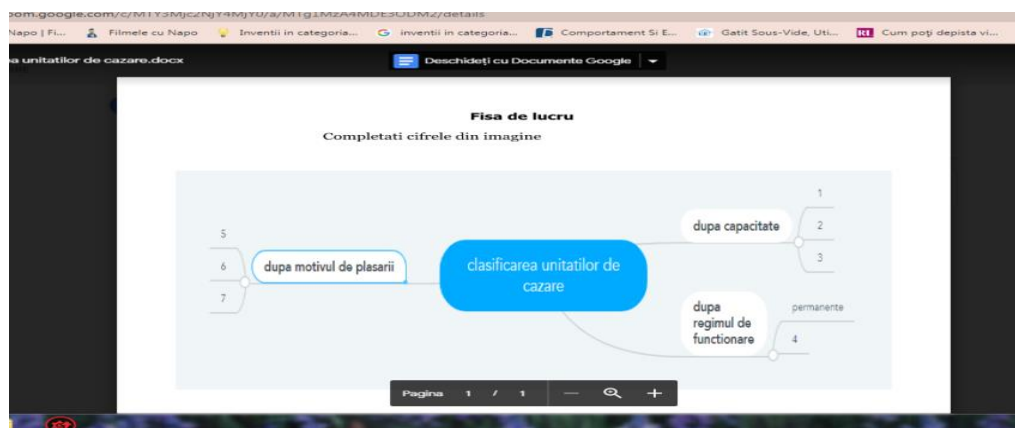 oom.google.com/c/MTY3Mjc2NjY4MjY0/a/MTg1MzA4MDE3ODM2/details
Napo | Fi... Filmele cu Napo Inventii in categoria... inventii in categoria... Comportament Si E... Gatit Sous-Vide, Uti... Cum poţi depista vi...
a unitatilor de cazare.docx
Deschideți cu Documente Google
Fisa de lucru
Completati cifrele din imagine
dupa capacitate
1
2
3
5
6
7
dupa motivul de plasarii
clasificarea unitatilor de
cazare
dupa
regimul de
functionare
permanente
4
Pagina 1 / 1